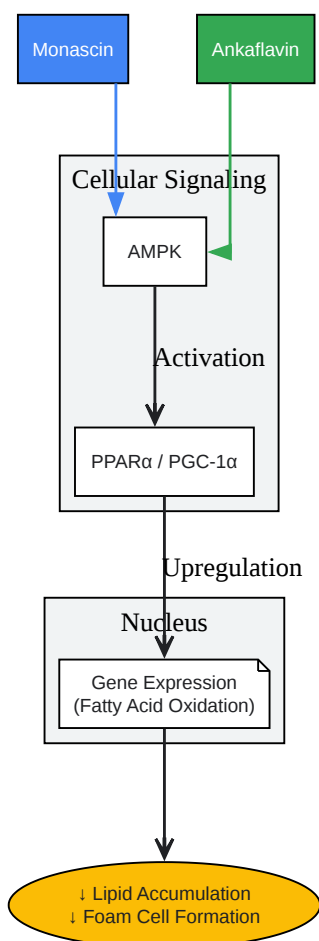 Monascin
Ankaflavin
Cellular Signaling
AMPK
Activation
PPARα / PGC-1α
Upregulation
Nucleus
Gene Expression
(Fatty Acid Oxidation)
↓ Lipid Accumulation
↓ Foam Cell Formation